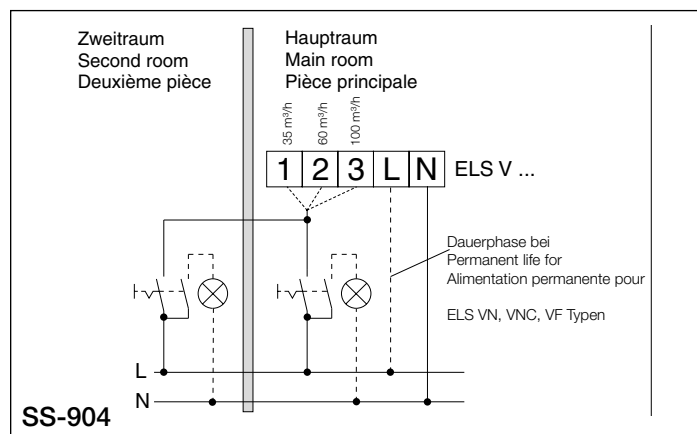 Zweitraum
Second room
Deuxième pièce
Hauptraum
Main room
Pièce principale
35 m³/h
60 m³/h
100 m³/h
1 2 3 L N ELS V ...
Dauerphase bei
Permanent life for
Alimentation permanente pour
ELS VN, VNC, VF Typen
L
N
SS-904